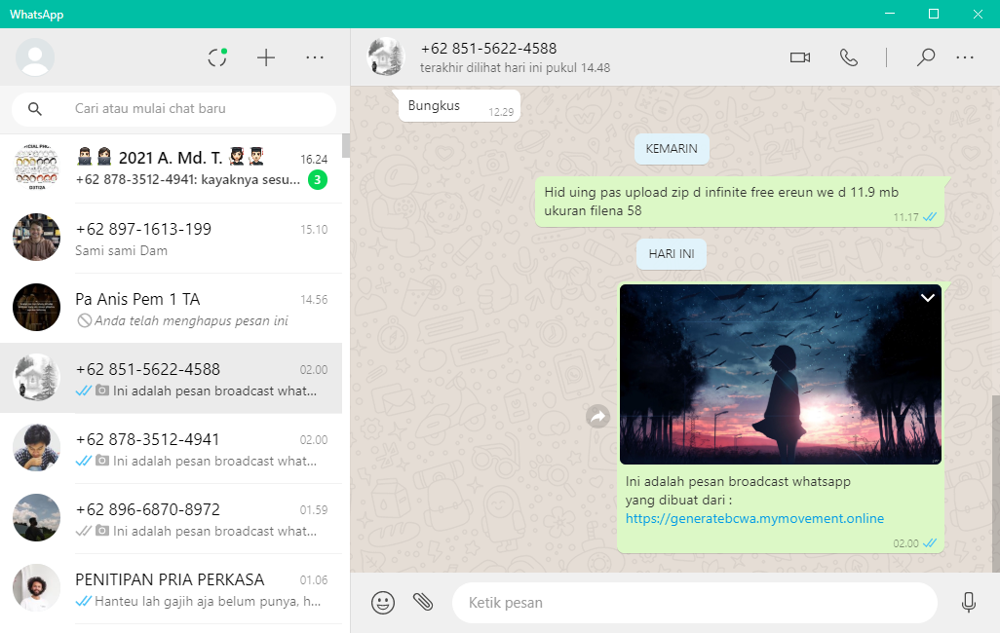 WhatsApp
Cari atau mulai chat baru
2021 A. Md. T.
16.24
+62 878-3512-4941: kayaknya sesu...
3
+62 897-1613-199
15.10
Sami sami Dam
Pa Anis Pem 1 TA
14.56
Anda telah menghapus pesan ini
+62 851-5622-4588
02.00
Ini adalah pesan broadcast what...
+62 878-3512-4941
02.00
Ini adalah pesan broadcast what...
+62 896-6870-8972
01.59
Ini adalah pesan broadcast what...
PENITIPAN PRIA PERKASA
01.06
Hanteu lah gajih aja belum punya, h...
+62 851-5622-4588
terakhir dilihat hari ini pukul 14.48
Bungkus
12.29
KEMARIN
Hid uing pas upload zip d infinite free ereun we d 11.9 mb
ukuran filena 58
11.17
HARI INI
Ini adalah pesan broadcast whatsapp
yang dibuat dari :
https://generatebcwa.mymovement.online
02.00
Ketik pesan